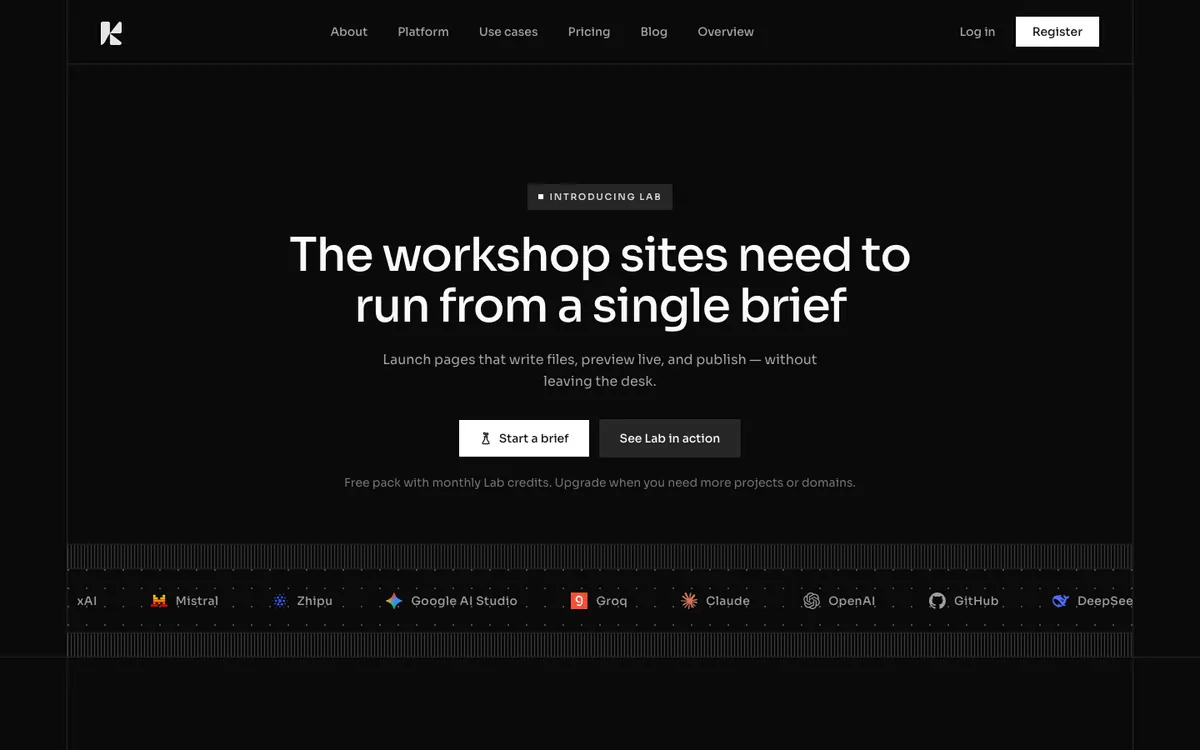 About Platform Use cases Pricing Blog Overview Log in Register
INTRODUCING LAB
The workshop sites need to
run from a single brief
Launch pages that write files, preview live, and publish — without
leaving the desk.
Start a brief See Lab in action
Free pack with monthly Lab credits. Upgrade when you need more projects or domains.
xAI Mistral Zhipu Google AI Studio Groq Claude OpenAI GitHub DeepSee